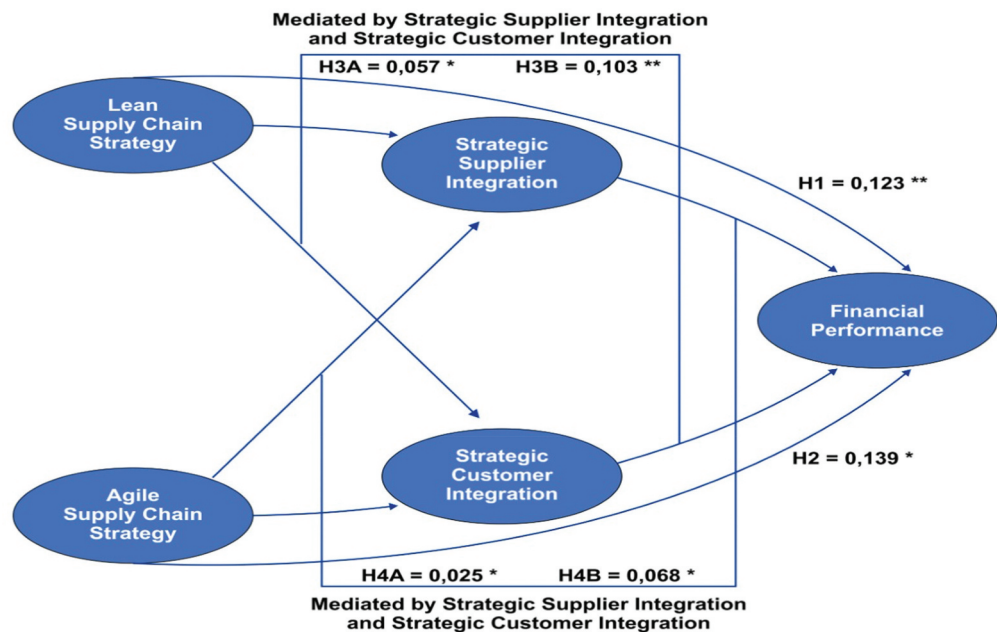 Mediated by Strategic Supplier Integration
and Strategic Customer Integration
H3A = 0,057 *
H3B = 0,103 **
Lean
Supply Chain
Strategy
Strategic
Supplier
Integration
H1 = 0,123 **
Financial
Performance
Strategic
Customer
Integration
H2 = 0,139 *
Agile
Supply Chain
Strategy
H4A = 0,025 *
H4B = 0,068 *
Mediated by Strategic Supplier Integration
and Strategic Customer Integration